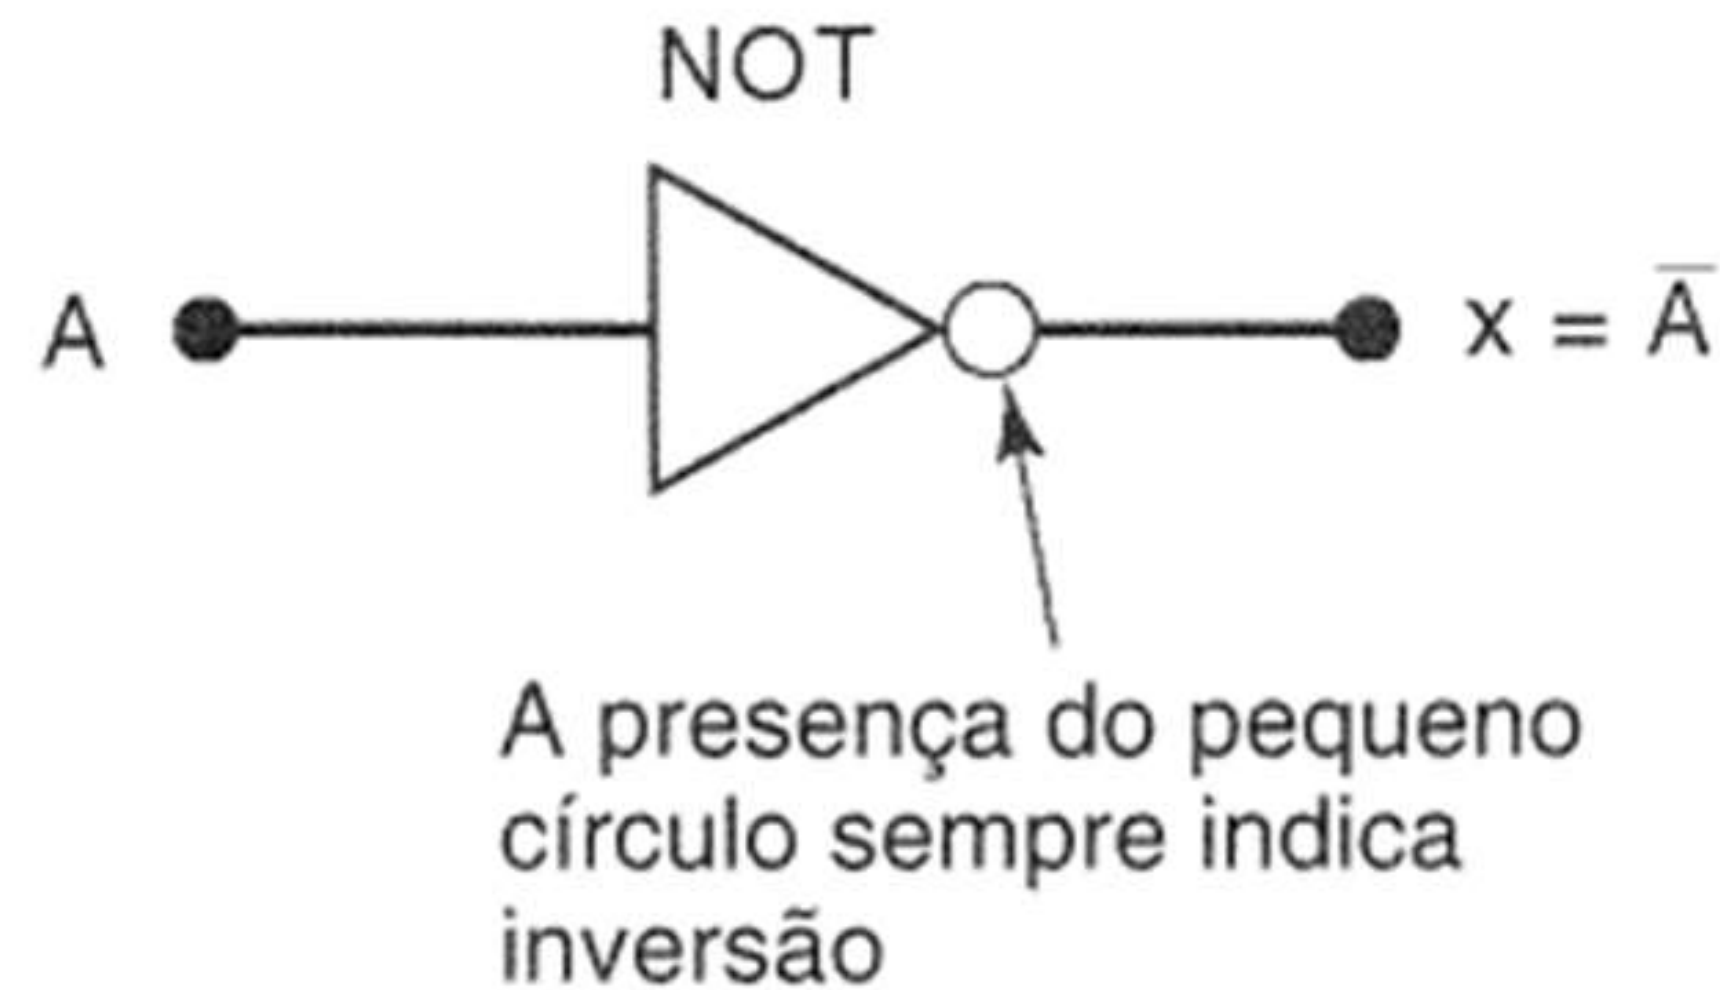 NOT
A
x = A̅
A presença do pequeno
círculo sempre indica
inversão